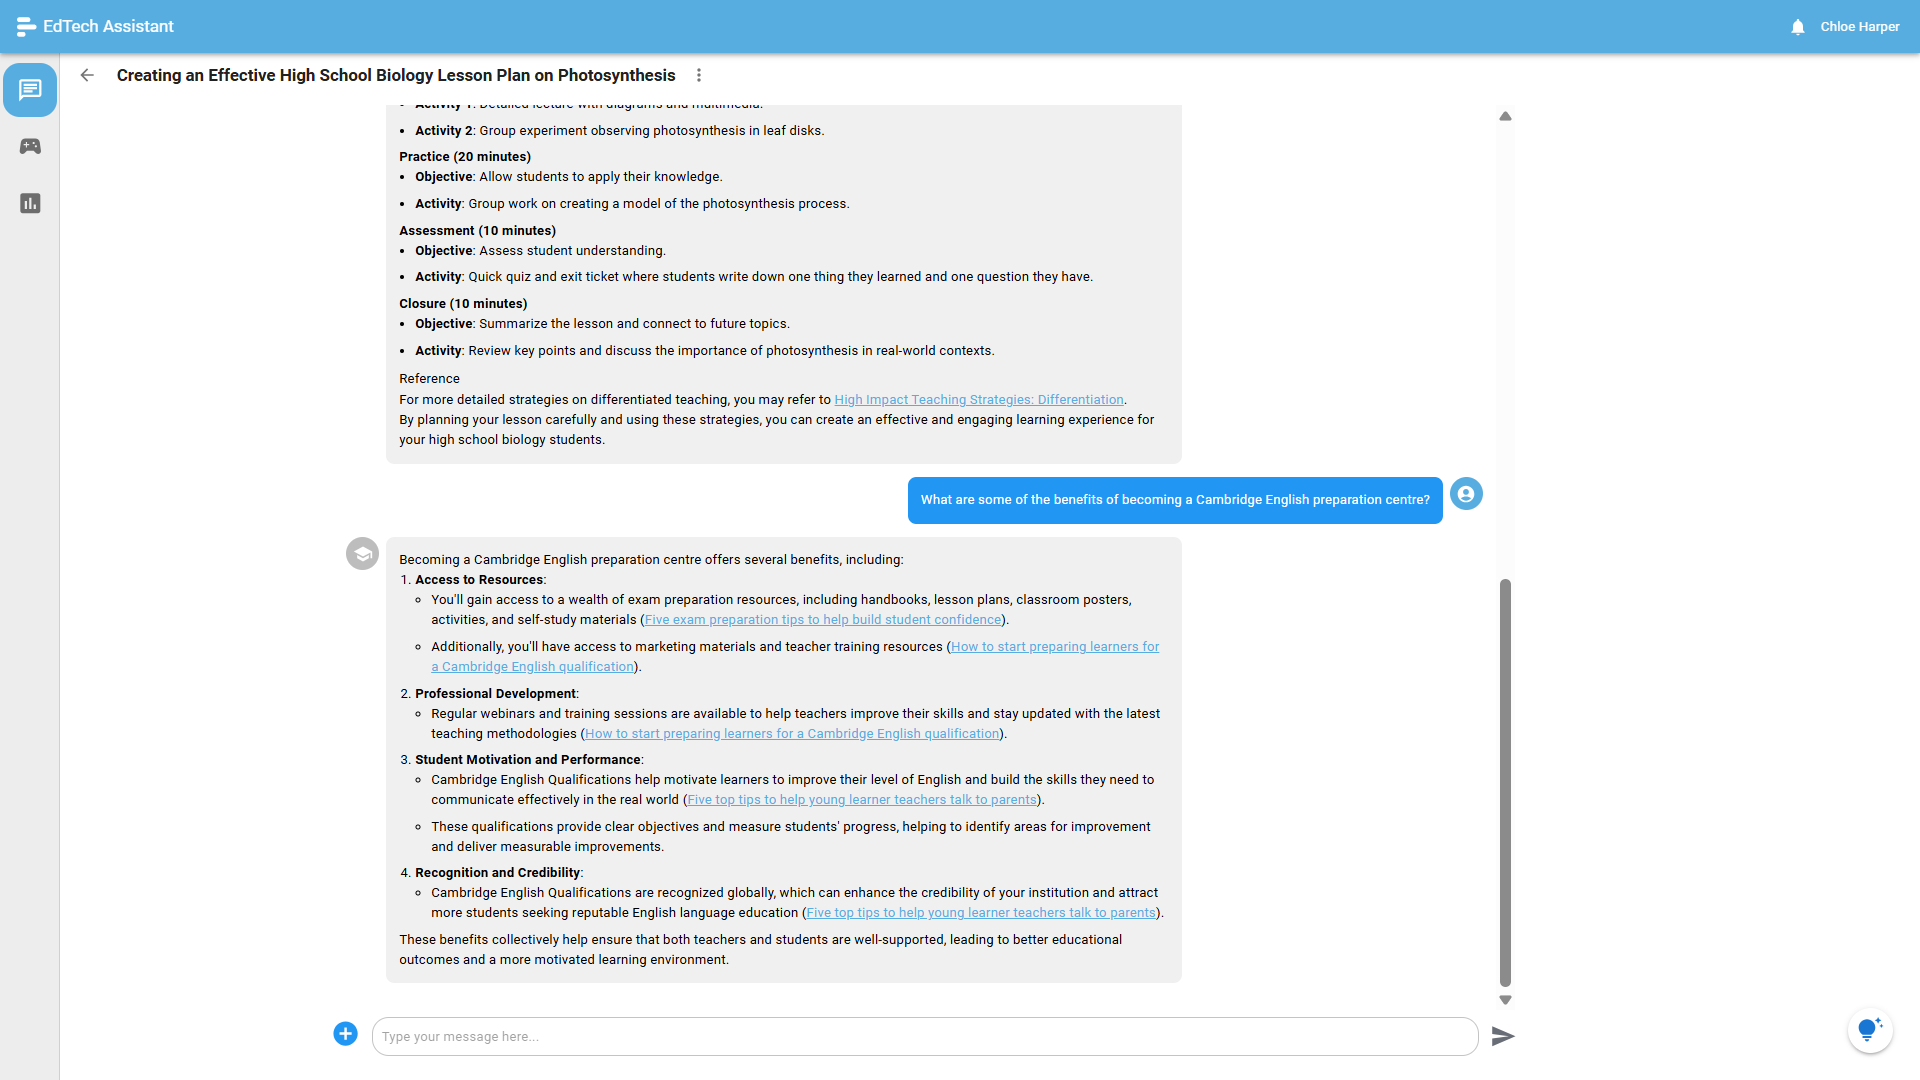 EdTech Assistant
Chloe Harper
Creating an Effective High School Biology Lesson Plan on Photosynthesis
• Activity 1: Detailed lecture with diagrams and multimedia.
• Activity 2: Group experiment observing photosynthesis in leaf disks.
Practice (20 minutes)
• Objective: Allow students to apply their knowledge.
• Activity: Group work on creating a model of the photosynthesis process.
Assessment (10 minutes)
• Objective: Assess student understanding.
• Activity: Quick quiz and exit ticket where students write down one thing they learned and one question they have.
Closure (10 minutes)
• Objective: Summarize the lesson and connect to future topics.
• Activity: Review key points and discuss the importance of photosynthesis in real-world contexts.
Reference
For more detailed strategies on differentiated teaching, you may refer to High Impact Teaching Strategies: Differentiation.
By planning your lesson carefully and using these strategies, you can create an effective and engaging learning experience for
your high school biology students.
What are some of the benefits of becoming a Cambridge English preparation centre?
Becoming a Cambridge English preparation centre offers several benefits, including:
1. Access to Resources:
◦ You'll gain access to a wealth of exam preparation resources, including handbooks, lesson plans, classroom posters,
activities, and self-study materials (Five exam preparation tips to help build student confidence).
◦ Additionally, you'll have access to marketing materials and teacher training resources (How to start preparing learners for
a Cambridge English qualification).
2. Professional Development:
◦ Regular webinars and training sessions are available to help teachers improve their skills and stay updated with the latest
teaching methodologies (How to start preparing learners for a Cambridge English qualification).
3. Student Motivation and Performance:
◦ Cambridge English Qualifications help motivate learners to improve their level of English and build the skills they need to
communicate effectively in the real world (Five top tips to help young learner teachers talk to parents).
◦ These qualifications provide clear objectives and measure students' progress, helping to identify areas for improvement
and deliver measurable improvements.
4. Recognition and Credibility:
◦ Cambridge English Qualifications are recognized globally, which can enhance the credibility of your institution and attract
more students seeking reputable English language education (Five top tips to help young learner teachers talk to parents).
These benefits collectively help ensure that both teachers and students are well-supported, leading to better educational
outcomes and a more motivated learning environment.
Type your message here...